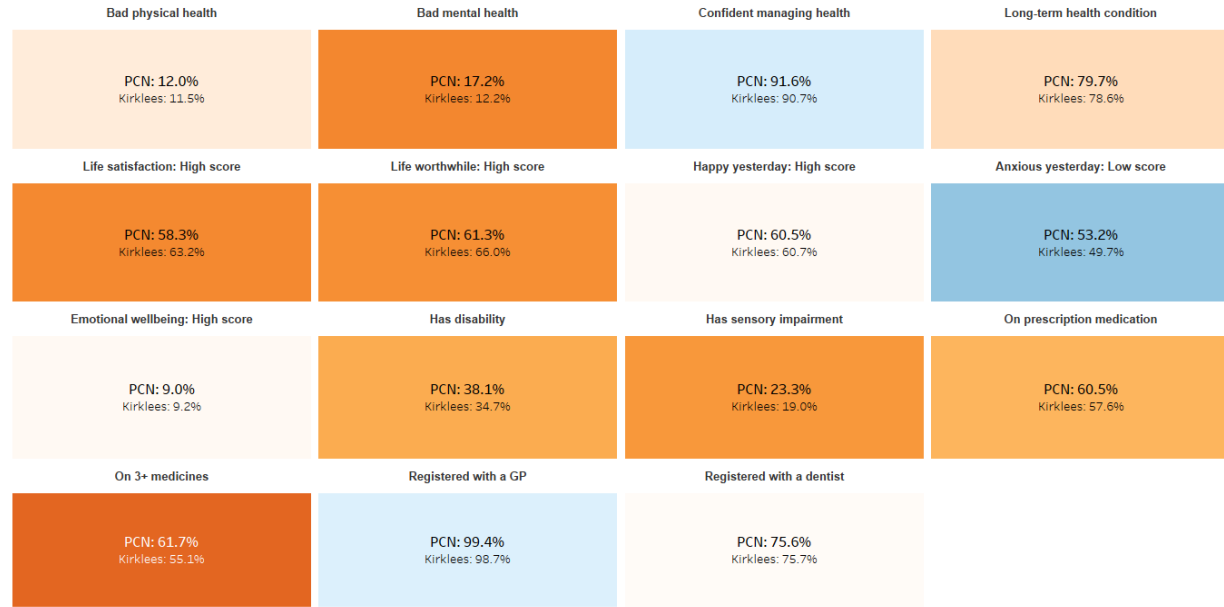 Bad physical health
Bad mental health
Confident managing health
Long-term health condition
PCN: 12.0%
Kirklees: 11.5%
PCN: 17.2%
Kirklees: 12.2%
PCN: 91.6%
Kirklees: 90.7%
PCN: 79.7%
Kirklees: 78.6%
Life satisfaction: High score
Life worthwhile: High score
Happy yesterday: High score
Anxious yesterday: Low score
PCN: 58.3%
Kirklees: 63.2%
PCN: 61.3%
Kirklees: 66.0%
PCN: 60.5%
Kirklees: 60.7%
PCN: 53.2%
Kirklees: 49.7%
Emotional wellbeing: High score
Has disability
Has sensory impairment
On prescription medication
PCN: 9.0%
Kirklees: 9.2%
PCN: 38.1%
Kirklees: 34.7%
PCN: 23.3%
Kirklees: 19.0%
PCN: 60.5%
Kirklees: 57.6%
On 3+ medicines
Registered with a GP
Registered with a dentist
PCN: 61.7%
Kirklees: 55.1%
PCN: 99.4%
Kirklees: 98.7%
PCN: 75.6%
Kirklees: 75.7%